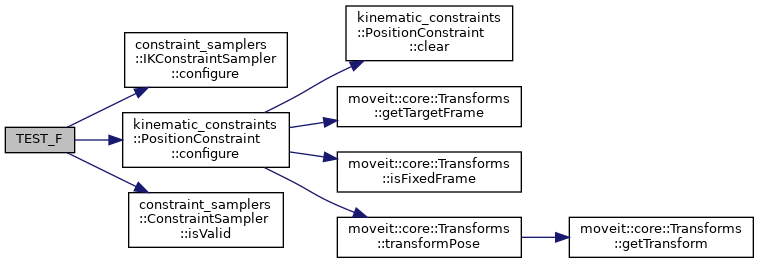 TEST_F
constraint_samplers
::IKConstraintSampler
::configure
kinematic_constraints
::PositionConstraint
::configure
constraint_samplers
::ConstraintSampler
::isValid
kinematic_constraints
::PositionConstraint
::clear
moveit::core::Transforms
::getTargetFrame
moveit::core::Transforms
::isFixedFrame
moveit::core::Transforms
::transformPose
moveit::core::Transforms
::getTransform